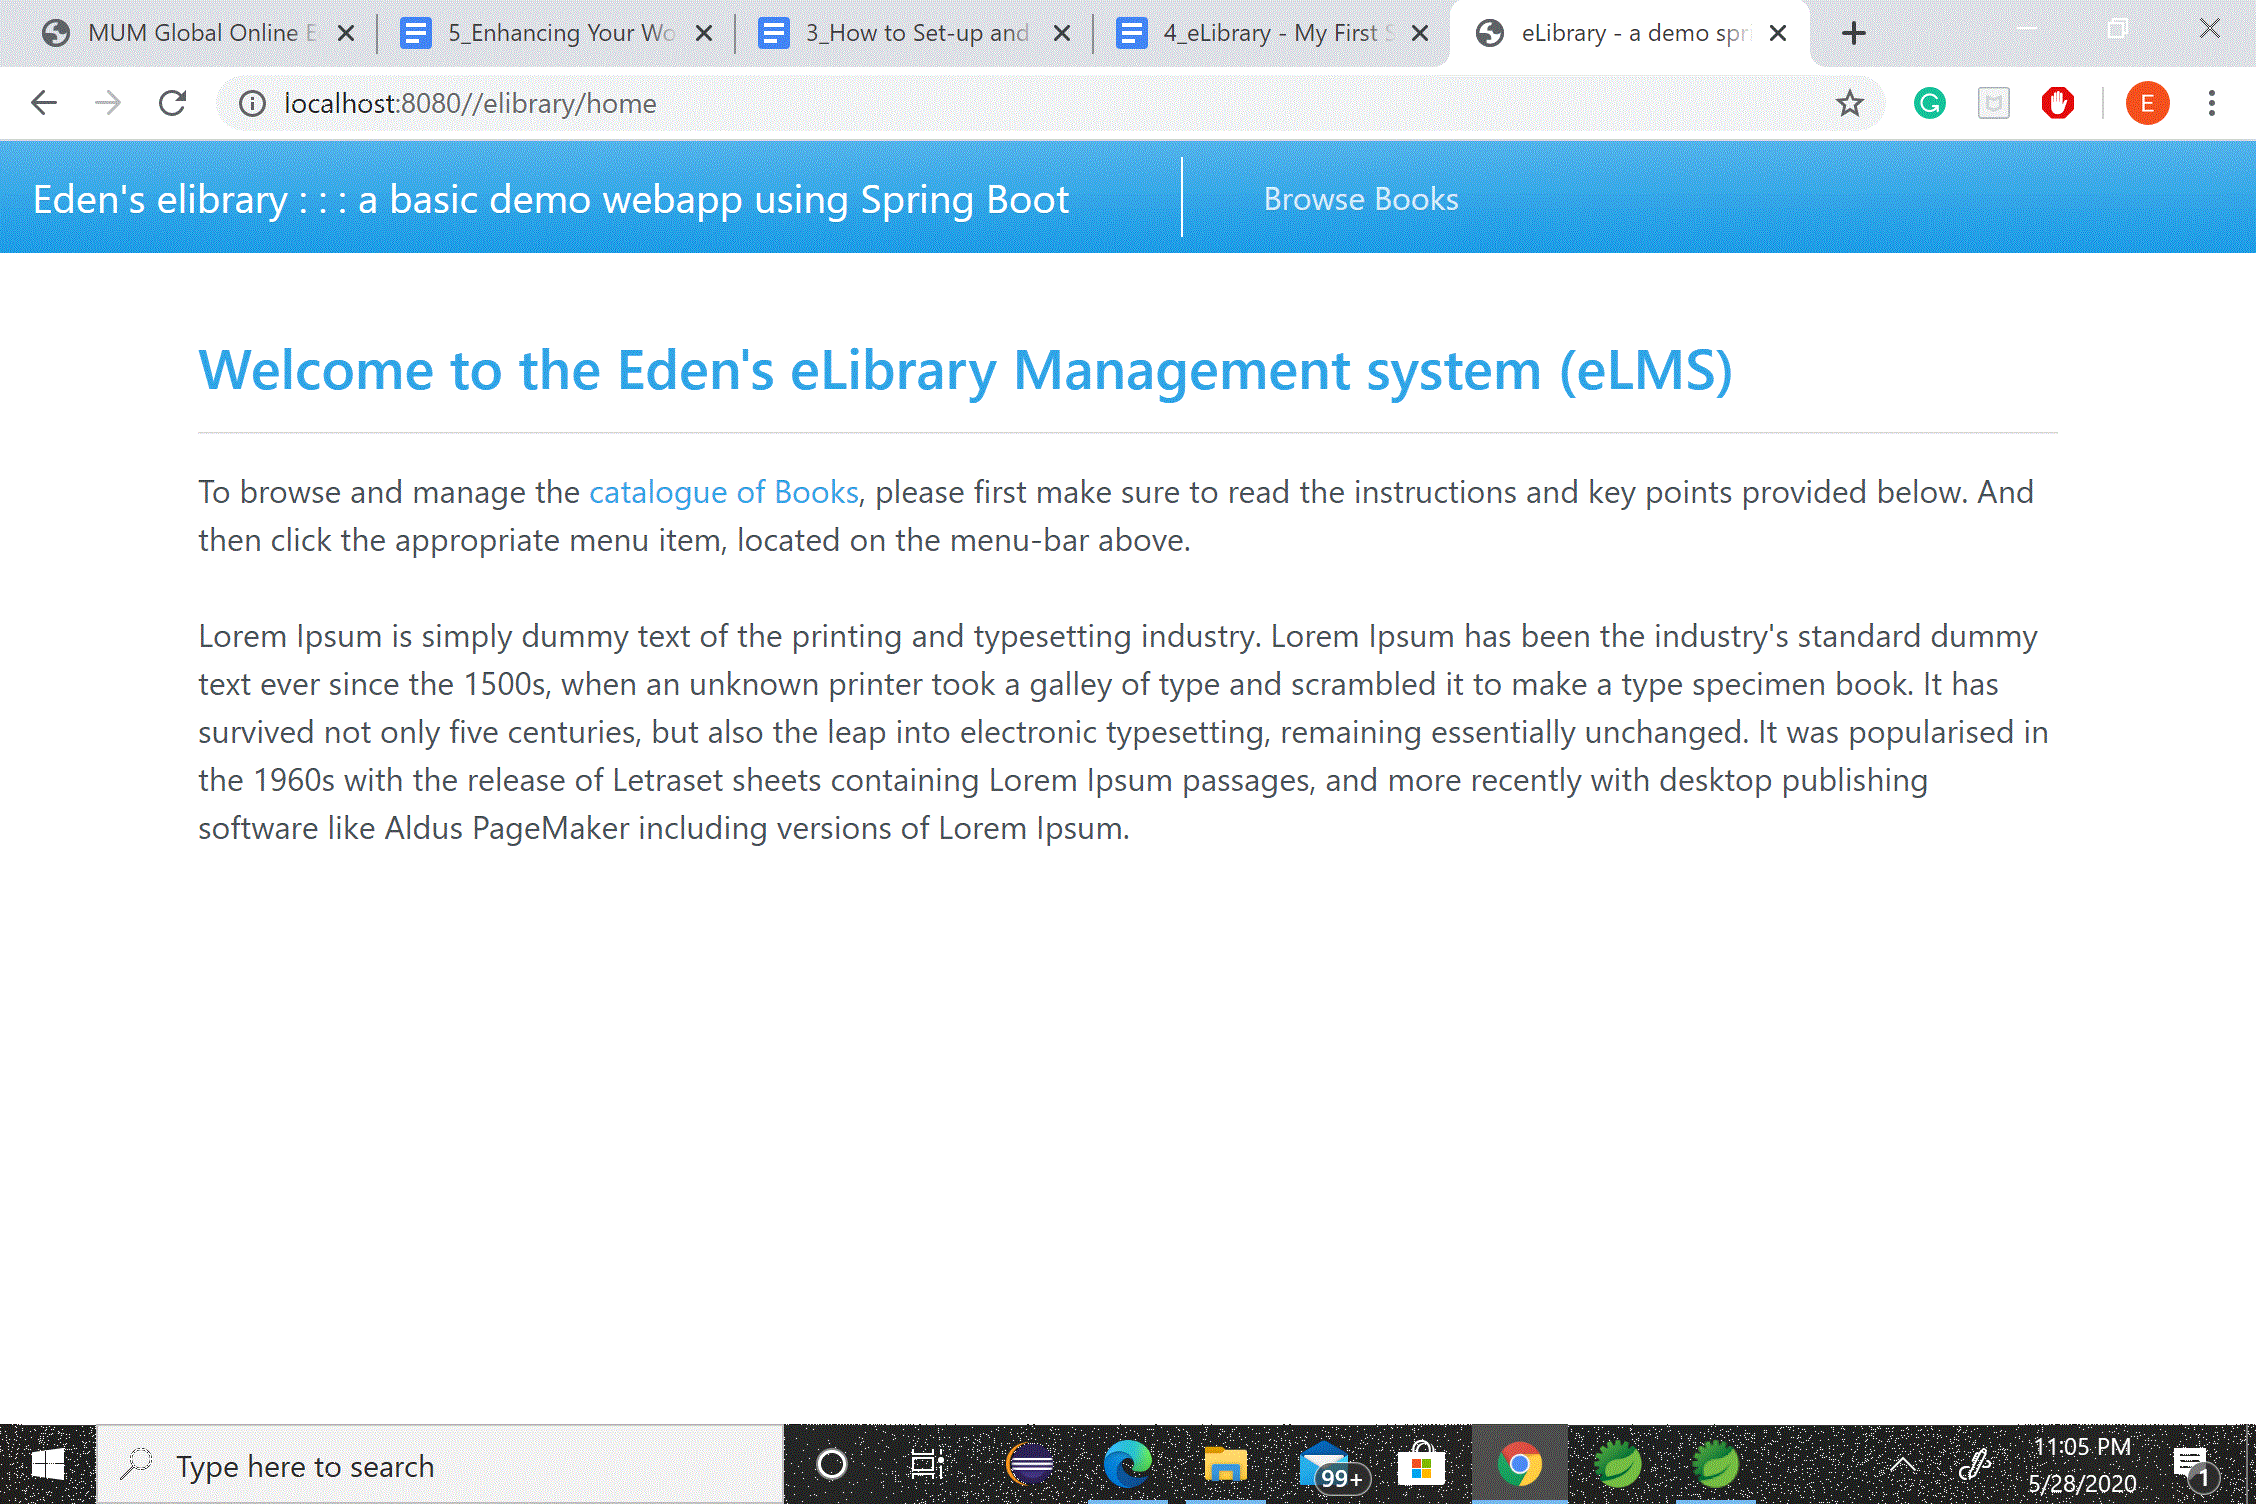 MUM Global Online E
5_Enhancing Your Wo
3_How to Set-up and
4_eLibrary - My First S
eLibrary - a demo spri
localhost:8080//elibrary/home
E
Eden's elibrary : : : a basic demo webapp using Spring Boot
Browse Books
Welcome to the Eden's eLibrary Management system (eLMS)
To browse and manage the catalogue of Books, please first make sure to read the instructions and key points provided below. And
then click the appropriate menu item, located on the menu-bar above.
Lorem Ipsum is simply dummy text of the printing and typesetting industry. Lorem Ipsum has been the industry's standard dummy
text ever since the 1500s, when an unknown printer took a galley of type and scrambled it to make a type specimen book. It has
survived not only five centuries, but also the leap into electronic typesetting, remaining essentially unchanged. It was popularised in
the 1960s with the release of Letraset sheets containing Lorem Ipsum passages, and more recently with desktop publishing
software like Aldus PageMaker including versions of Lorem Ipsum.
Type here to search
99+
11:05 PM
5/28/2020
1